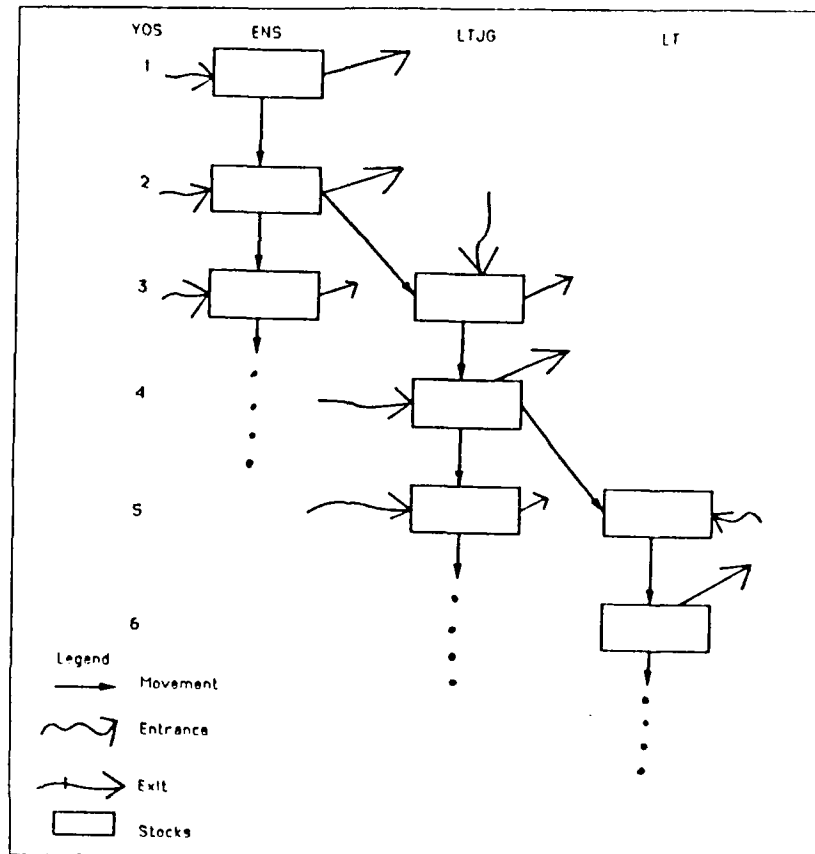 YOS ENS LTJG LT
1
2
3
4
5
6
Legend
Movement
Entrance
Exit
Stocks